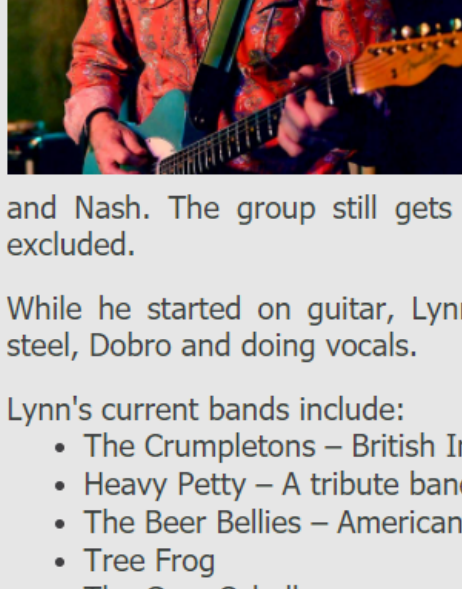 and Nash. The group still gets
excluded.
While he started on guitar, Lynn
steel, Dobro and doing vocals.
Lynn's current bands include:
• The Crumpletons – British
• Heavy Petty – A tribute band
• The Beer Bellies – American
• Tree Frog